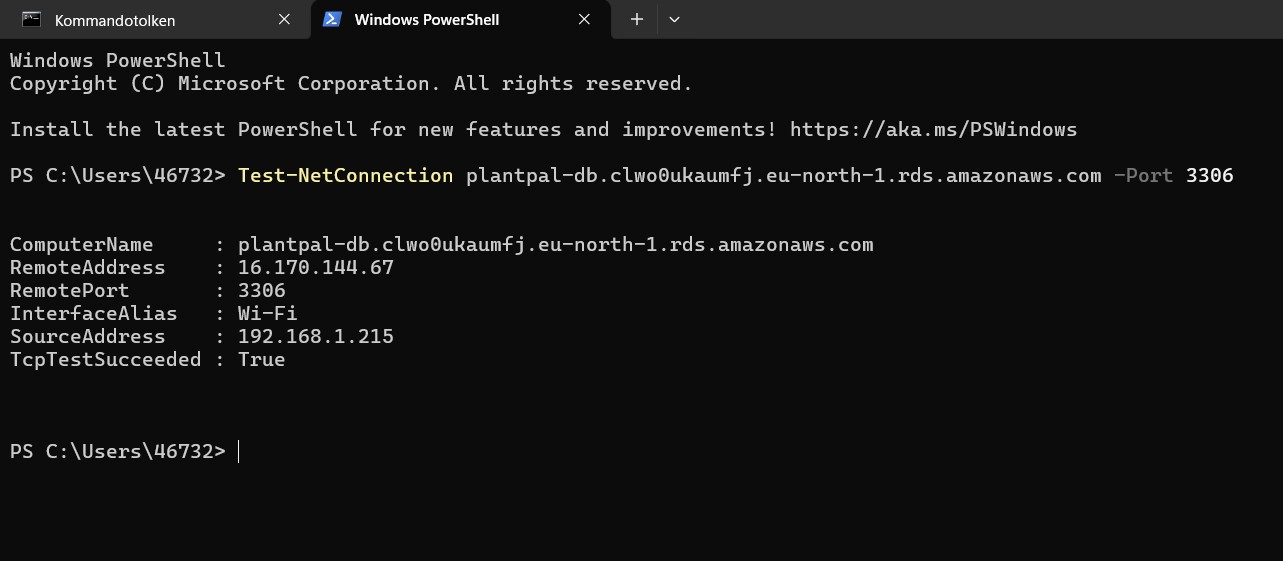 Kommandotolken
Windows PowerShell
Windows PowerShell
Copyright (C) Microsoft Corporation. All rights reserved.
Install the latest PowerShell for new features and improvements! https://aka.ms/PSWindows
PS C:\Users\46732> Test-NetConnection plantpal-db.clwo0ukaumfj.eu-north-1.rds.amazonaws.com -Port 3306
ComputerName     : plantpal-db.clwo0ukaumfj.eu-north-1.rds.amazonaws.com
RemoteAddress    : 16.170.144.67
RemotePort       : 3306
InterfaceAlias   : Wi-Fi
SourceAddress    : 192.168.1.215
TcpTestSucceeded : True
PS C:\Users\46732>